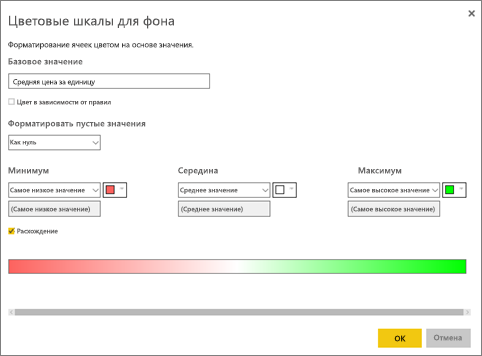 Цветовые шкалы для фона
Форматирование ячеек цветом на основе значения.
Базовое значение
Средняя цена за единицу
Цвет в зависимости от правил
Форматировать пустые значения
Как нуль
Минимум Середина Максимум
Самое низкое значение Среднее значение Самое высокое значение
(Самое низкое значение) (Среднее значение) (Самое высокое значение)
Расхождение
OK Отмена